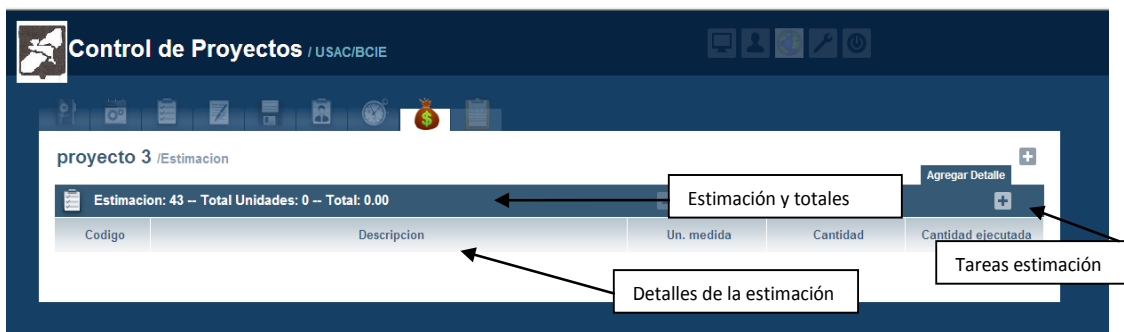 Control de Proyectos / USAC/BCIE
proyecto 3 /Estimacion
Agregar Detalle
Estimacion: 43 -- Total Unidades: 0 -- Total: 0.00
Estimación y totales
Codigo Descripcion Un. medida Cantidad Cantidad ejecutada
Tareas estimación
Detalles de la estimación